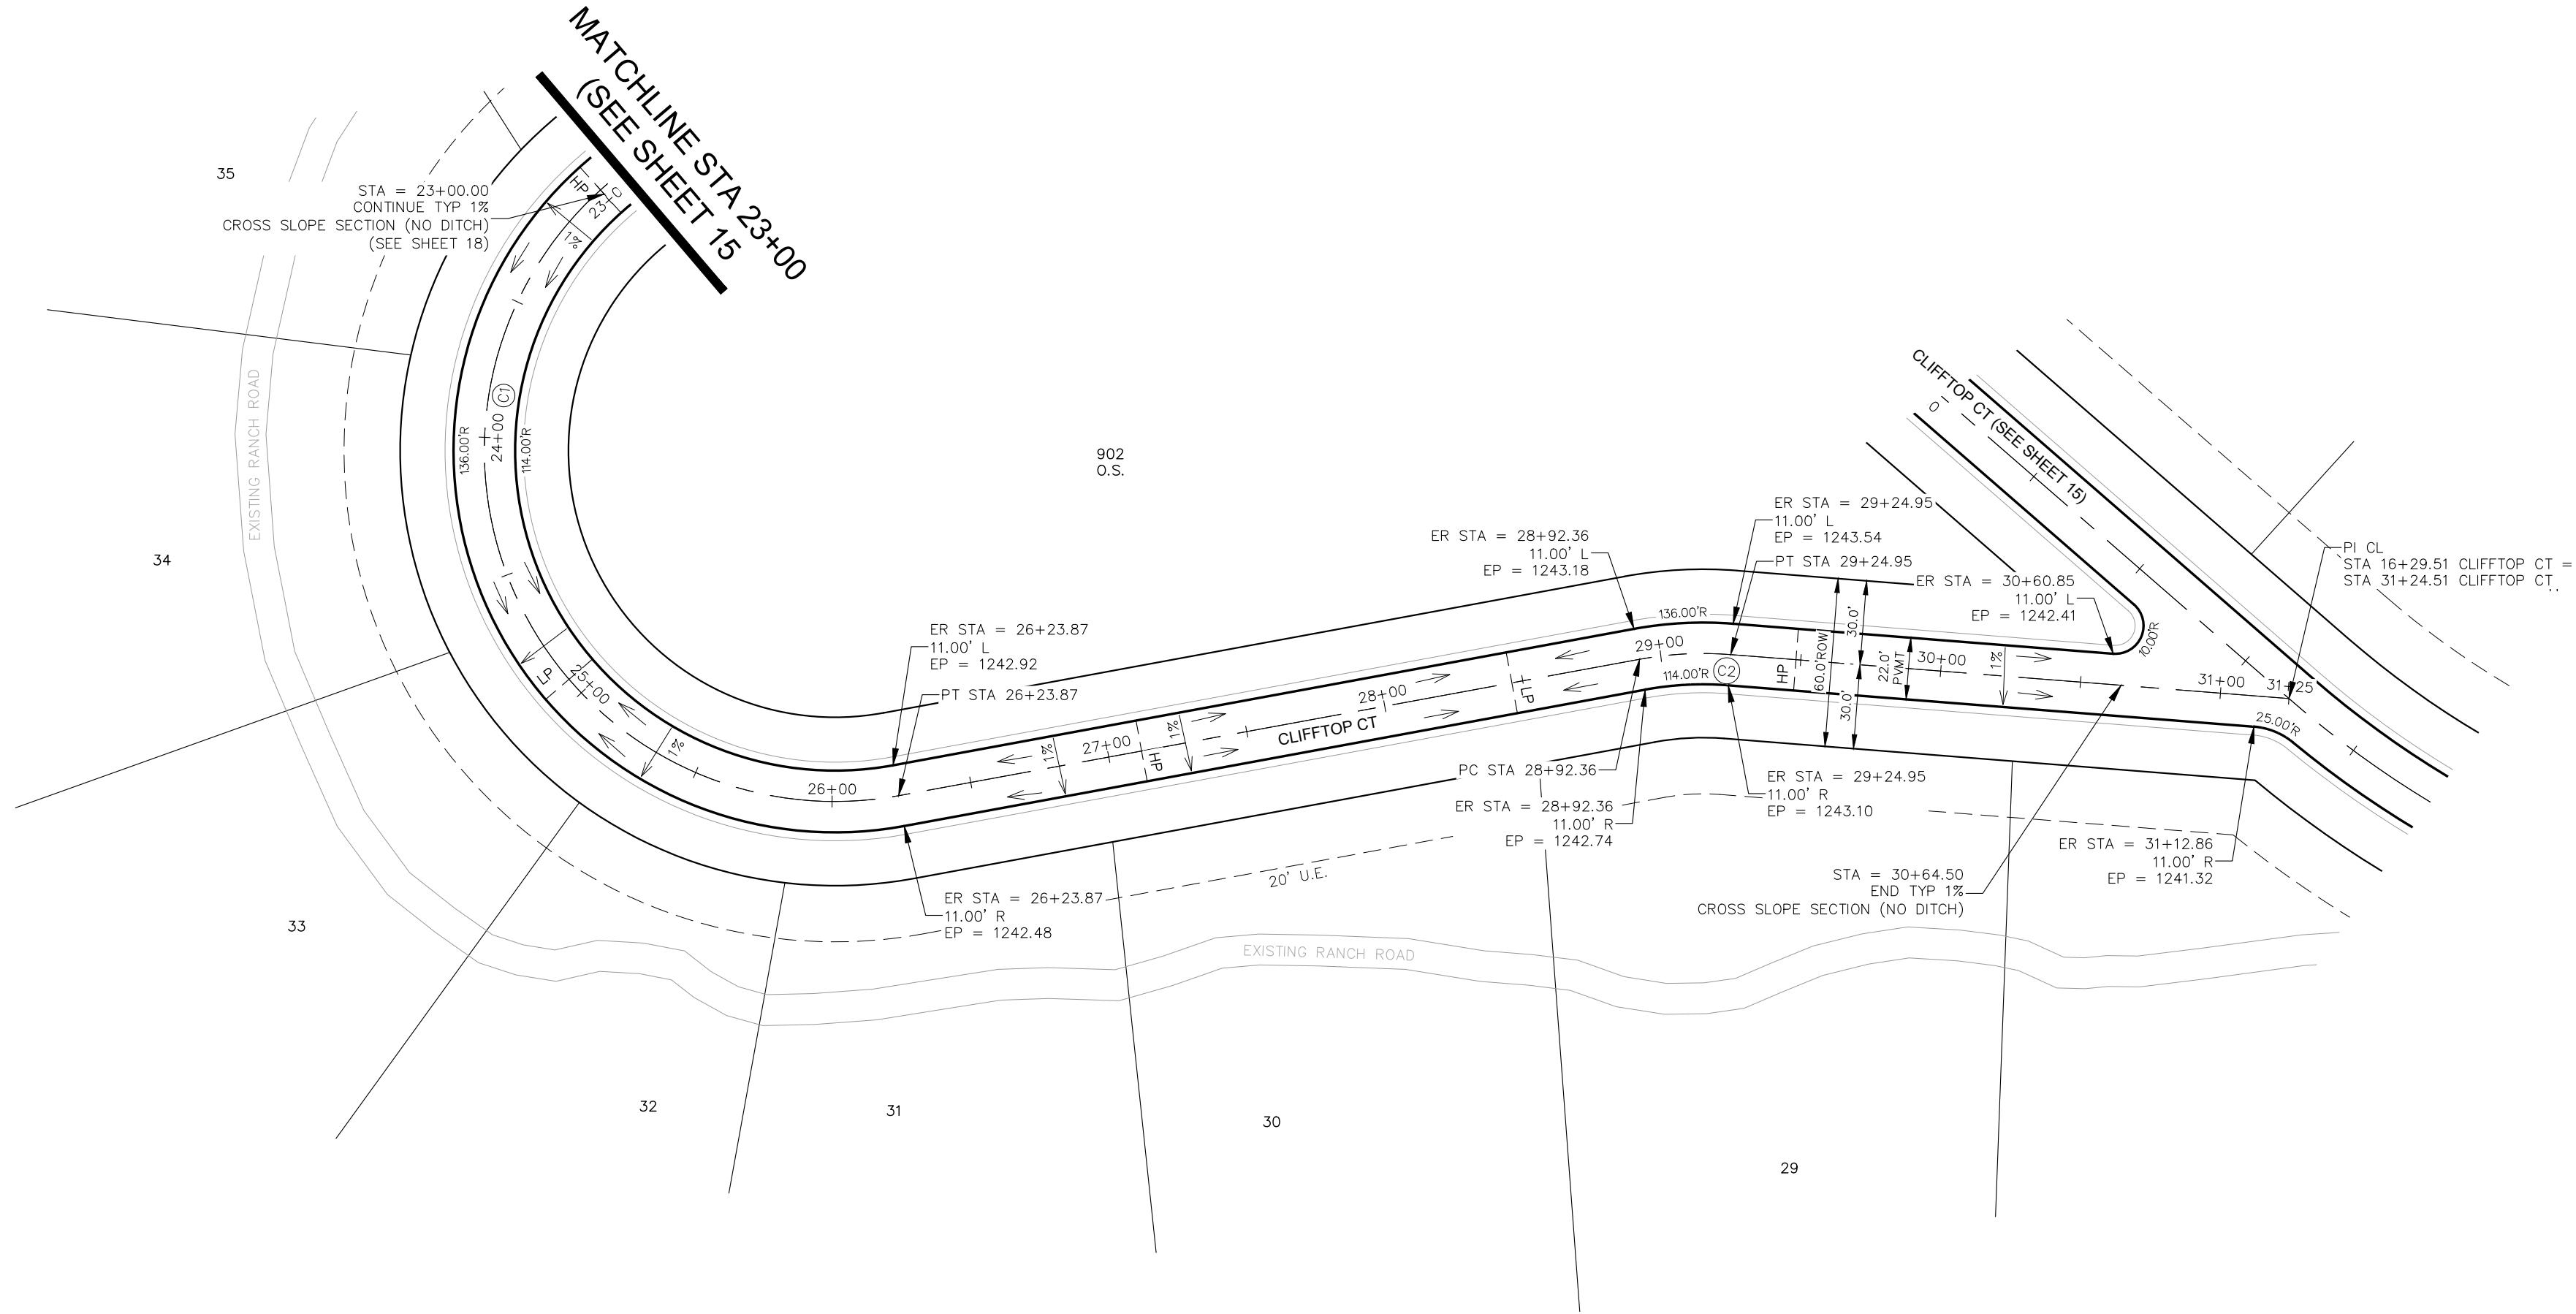 MATCHLINE STA 23+00
(SEE SHEET 15
35
STA = 23+00.00
CONTINUE TYP 1%
CROSS SLOPE SECTION (NO DITCH)
(SEE SHEET 18)
HP
23+0
1%
EXISTING RANCH ROAD
136.00'R
24+00
C1
114.00'R
34
LP
25+00
1%
33
902
O.S.
ER STA = 26+23.87
11.00' L
EP = 1242.92
PT STA 26+23.87
26+00
ER STA = 26+23.87
11.00' R
EP = 1242.48
1%
27+00
HP
1%
CLIFFTOP CT
28+00
LP
20' U.E.
EXISTING RANCH ROAD
ER STA = 28+92.36
11.00' L
EP = 1243.18
PC STA 28+92.36
ER STA = 28+92.36
11.00' R
EP = 1242.74
136.00'R
29+00
114.00'R
C2
ER STA = 29+24.95
11.00' L
EP = 1243.54
PT STA 29+24.95
ER STA = 29+24.95
11.00' R
EP = 1243.10
HP
60.0'ROW
30.0'
30.0'
22.0'
PVMT
30+00
1%
ER STA = 30+60.85
11.00' L
EP = 1242.41
10.00'R
CLIFFTOP CT (SEE SHEET 15)
0
PI CL
STA 16+29.51 CLIFFTOP CT =
STA 31+24.51 CLIFFTOP CT
31+00
31+25
25.00'R
ER STA = 31+12.86
11.00' R
EP = 1241.32
STA = 30+64.50
END TYP 1%
CROSS SLOPE SECTION (NO DITCH)
32
31
30
29